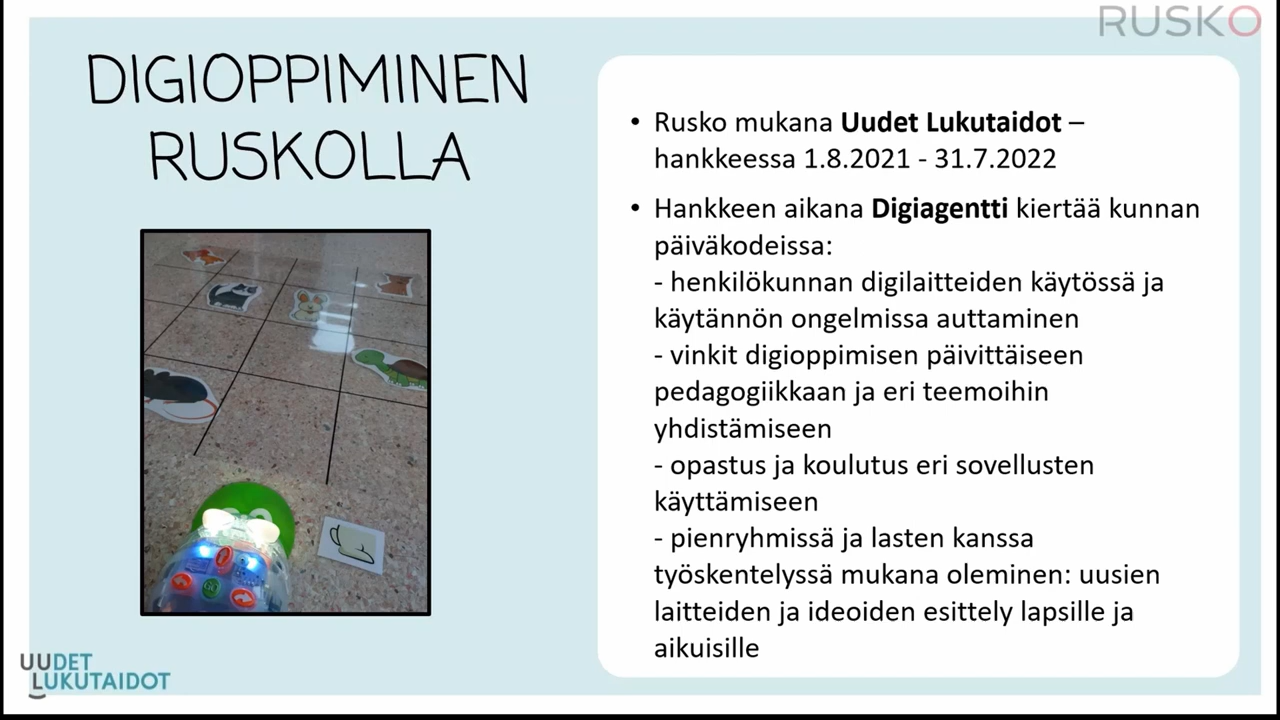 RUSKO
DIGIOPPIMINEN
RUSKOLLA
• Rusko mukana Uudet Lukutaidot –
hankkeessa 1.8.2021 - 31.7.2022
• Hankkeen aikana Digiagentti kiertää kunnan
päiväkodeissa:
- henkilökunnan digilaitteiden käytössä ja
käytännön ongelmissa auttaminen
- vinkit digioppimisen päivittäiseen
pedagogiikkaan ja eri teemoihin
yhdistämiseen
- opastus ja koulutus eri sovellusten
käyttämiseen
- pienryhmissä ja lasten kanssa
työskentelyssä mukana oleminen: uusien
laitteiden ja ideoiden esittely lapsille ja
aikuisille
UUDET
LUKUTAIDOT